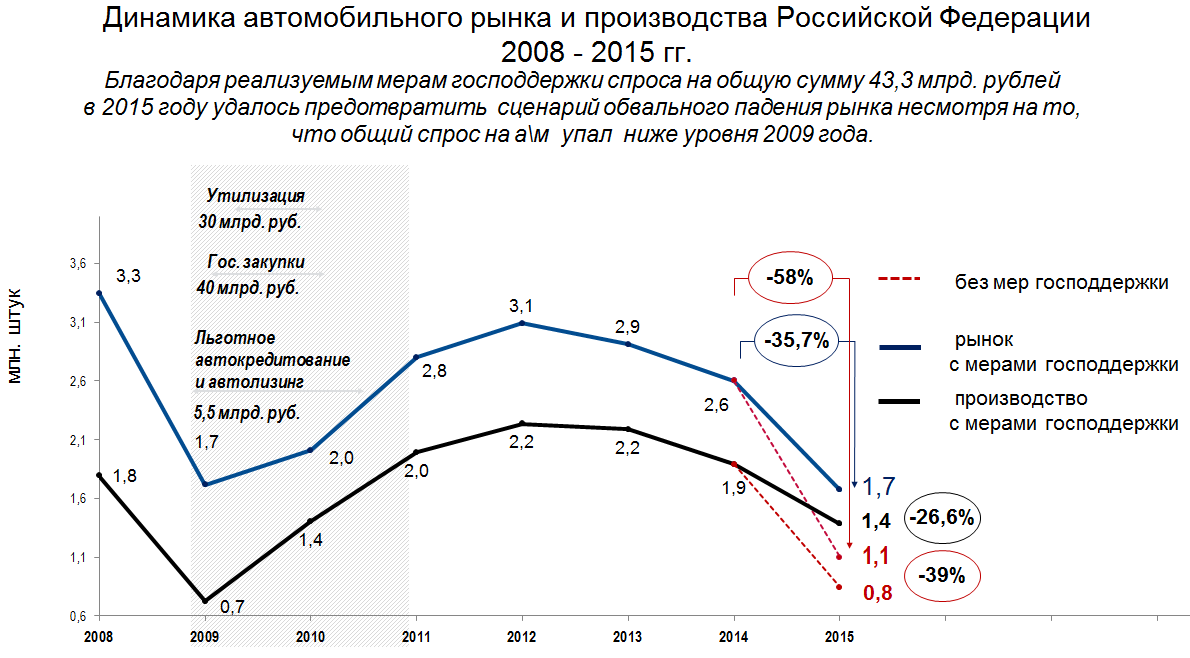 Динамика автомобильного рынка и производства Российской Федерации
2008 - 2015 гг.
Благодаря реализуемым мерам господдержки спроса на общую сумму 43,3 млрд. рублей
в 2015 году удалось предотвратить сценарий обвального падения рынка несмотря на то,
что общий спрос на а\м упал ниже уровня 2009 года.
млн. штук
3,6
3,1
2,6
2,1
1,6
1,1
0,6
Утилизация
30 млрд. руб.
Гос. закупки
40 млрд. руб.
Льготное
автокредитование
и автолизинг
5,5 млрд. руб.
3,3
1,7
2,0
2,8
3,1
2,9
2,6
1,7
1,8
0,7
1,4
2,0
2,2
2,2
1,9
1,4
1,1
0,8
-58%
-35,7%
-26,6%
-39%
без мер господдержки
рынок
с мерами господдержки
производство
с мерами господдержки
2008
2009
2010
2011
2012
2013
2014
2015